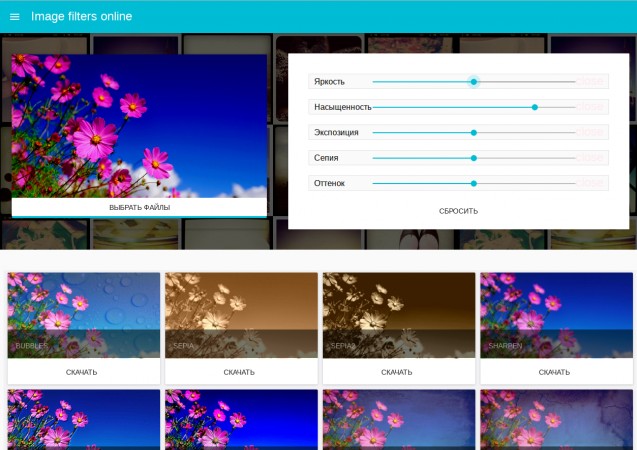 Image filters online
ВЫБРАТЬ ФАЙЛЫ
Яркость
Насыщенность
Экспозиция
Сепия
Оттенок
СБРОСИТЬ
BUBBLES
SEPIA
SEPIA2
SHARPEN
СКАЧАТЬ
СКАЧАТЬ
СКАЧАТЬ
СКАЧАТЬ